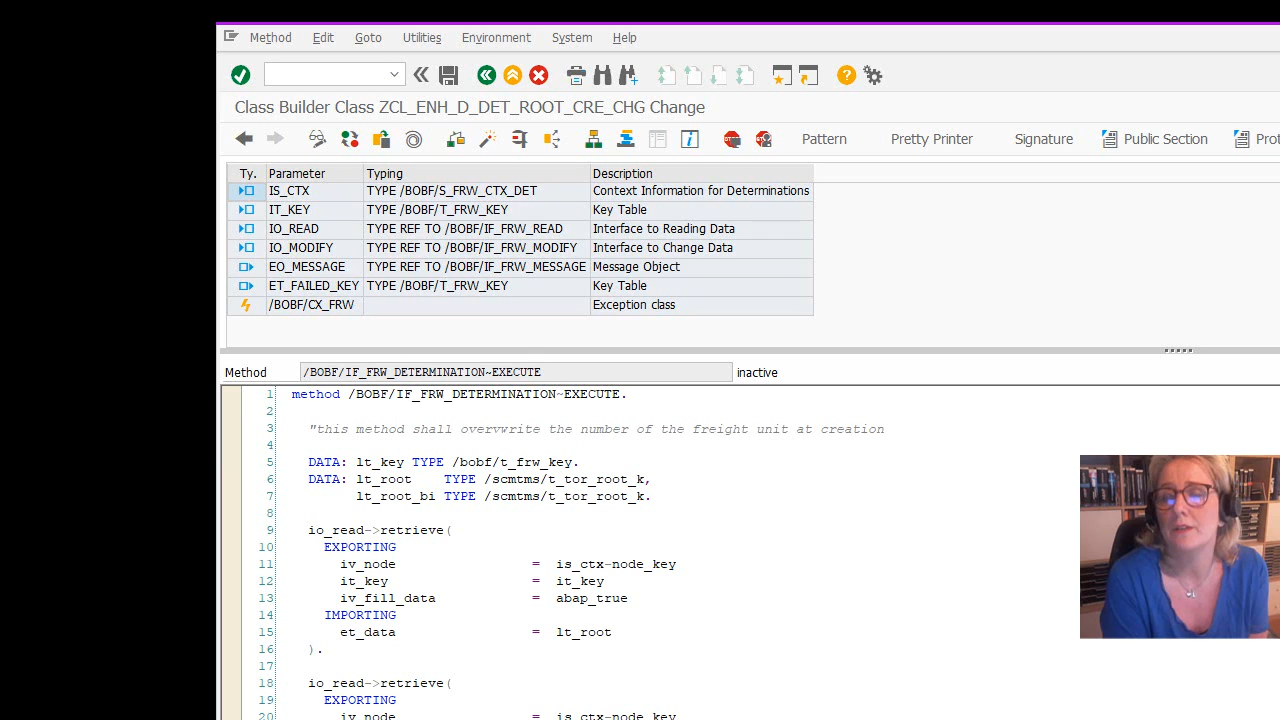 Method Edit Goto Utilities Environment System Help
Class Builder Class ZCL_ENH_D_DET_ROOT_CRE_CHG Change
Pattern Pretty Printer Signature Public Section Prot
Ty. Parameter Typing Description
IS_CTX TYPE /BOBF/S_FRW_CTX_DET Context Information for Determinations
IT_KEY TYPE /BOBF/T_FRW_KEY Key Table
IO_READ TYPE REF TO /BOBF/IF_FRW_READ Interface to Reading Data
IO_MODIFY TYPE REF TO /BOBF/IF_FRW_MODIFY Interface to Change Data
EO_MESSAGE TYPE REF TO /BOBF/IF_FRW_MESSAGE Message Object
ET_FAILED_KEY TYPE /BOBF/T_FRW_KEY Key Table
/BOBF/CX_FRW Exception class
Method /BOBF/IF_FRW_DETERMINATION~EXECUTE inactive
1 method /BOBF/IF_FRW_DETERMINATION~EXECUTE.
2
3 "this method shall overvwrite the number of the freight unit at creation
4
5 DATA: lt_key TYPE /bobf/t_frw_key.
6 DATA: lt_root TYPE /scmtms/t_tor_root_k,
7 lt_root_bi TYPE /scmtms/t_tor_root_k.
8
9 io_read->retrieve(
10 EXPORTING
11 iv_node = is_ctx-node_key
12 it_key = it_key
13 iv_fill_data = abap_true
14 IMPORTING
15 et_data = lt_root
16 ).
17
18 io_read->retrieve(
19 EXPORTING
20 iv_node = is_ctx-node_key